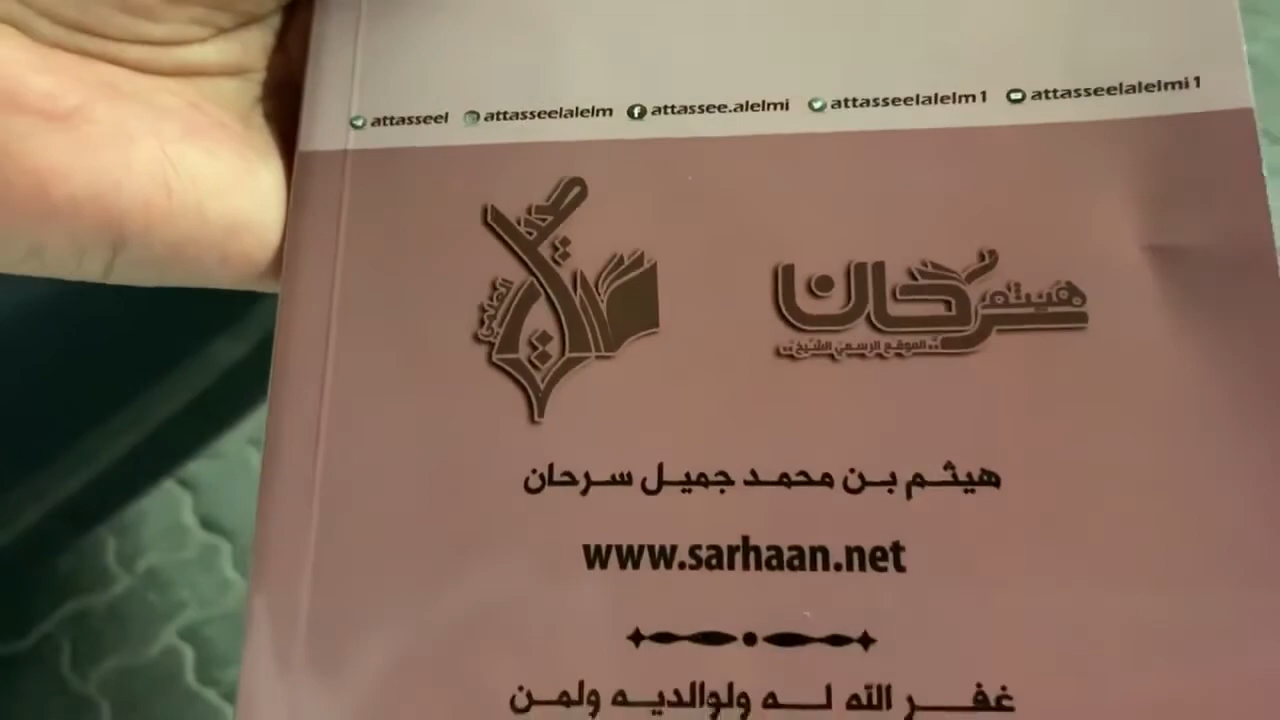 attasseel attasseelalelm attassee.alelmi attasseelalelm1 attasseelalelmi1
هيثم سرحان
الموقع الرسمي للشيخ
العلمي
هيثم بن محمد جميل سرحان
www.sarhaan.net
غفر الله له ولوالديه ولمن